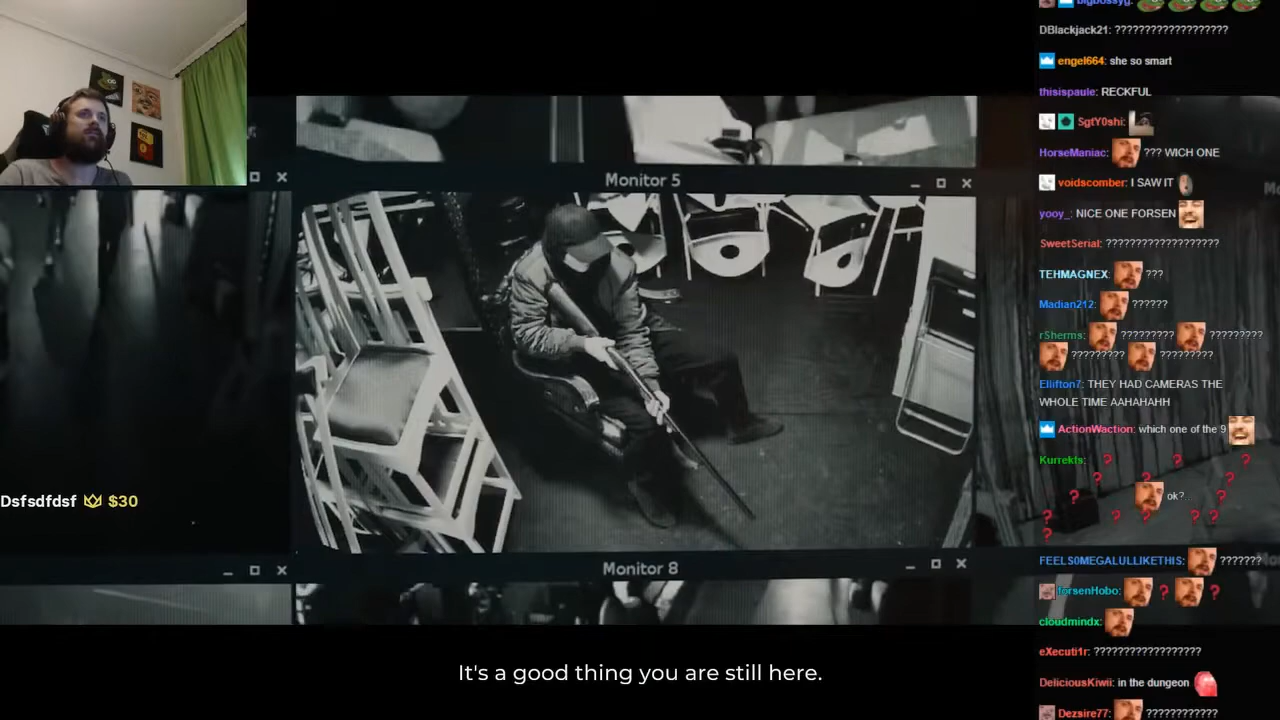 bigbossyg:
DBlackjack21: ???????????????????
engel664: she so smart
thisispaule: RECKFUL
SgtY0shi:
HorseManiac: ??? WICH ONE
voidscomber: I SAW IT
yooy_: NICE ONE FORSEN
SweetSerial: ???????????????????
TEHMAGNEX: ???
Madian212: ??????
rSherms: ????????? ?????????
????????? ?????????
Ellifton7: THEY HAD CAMERAS THE
WHOLE TIME AAHAHAHH
ActionWaction: which one of the 9
Kurrekfs: ? ? ?
? ? ?
? ok?.. ?
? ? ? ? ?
?
FEELS0MEGALULLIKETHIS: ???????
forsenHobo: ? ?
cloudmindx:
eXecuti1r: ??????????????????
DeliciousKiwii: in the dungeon
Dezsire77: ????????????
Monitor 5
Dsfsdfdsf $30
Monitor 8
It's a good thing you are still here.